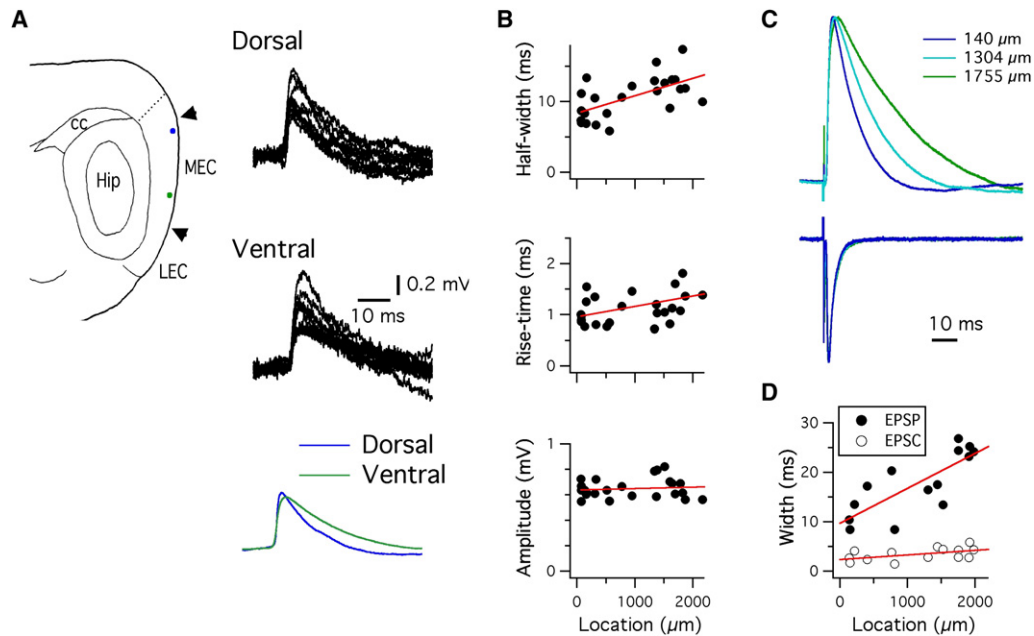 A
Dorsal
cc
Hip
MEC
LEC
Ventral
0.2 mV
10 ms
Dorsal
Ventral
B
Half-width (ms)
20
10
0
Rise-time (ms)
2
1
0
Amplitude (mV)
1
0
0
1000
2000
Location (µm)
C
140 µm
1304 µm
1755 µm
10 ms
D
EPSP
EPSC
Width (ms)
30
20
10
0
0
1000
2000
Location (µm)